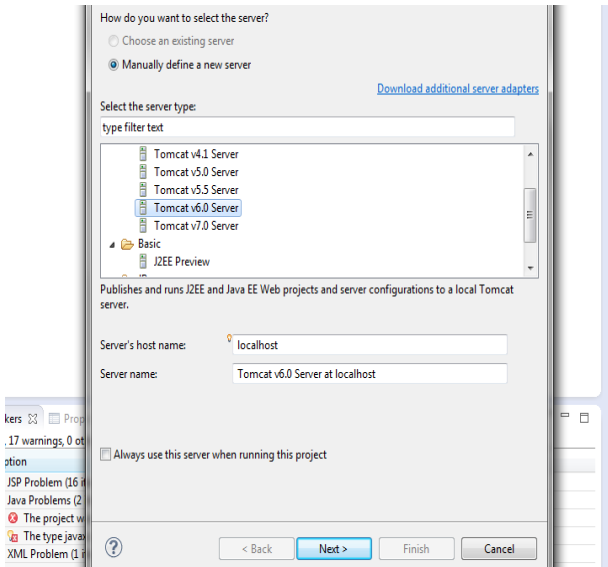 How do you want to select the server?
Choose an existing server
Manually define a new server
Download additional server adapters
Select the server type:
type filter text
Tomcat v4.1 Server
Tomcat v5.0 Server
Tomcat v5.5 Server
Tomcat v6.0 Server
Tomcat v7.0 Server
Basic
J2EE Preview
Publishes and runs J2EE and Java EE Web projects and server configurations to a local Tomcat
server.
Server's host name: localhost
Server name: Tomcat v6.0 Server at localhost
Always use this server when running this project
? < Back Next > Finish Cancel
kers Prop
, 17 warnings, 0 ot
ption
JSP Problem (16 i
Java Problems (2
The project w
The type javax
XML Problem (1 i